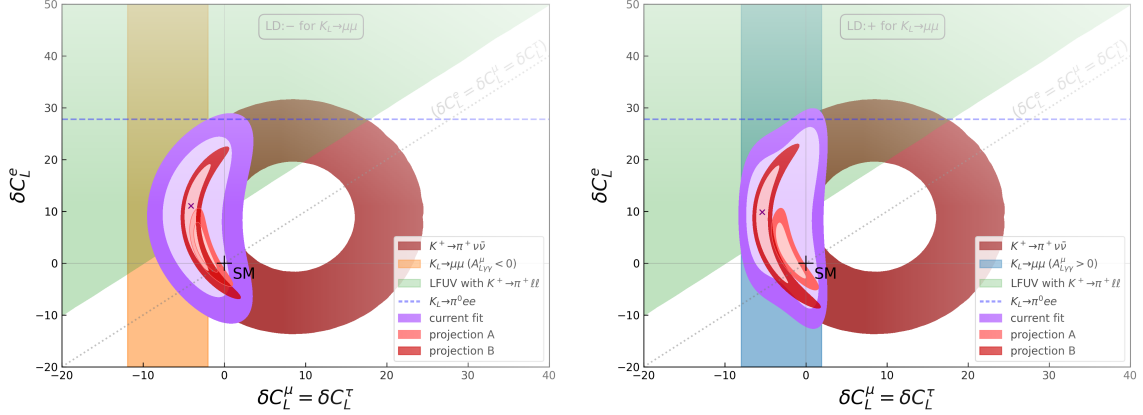 50
40
30
20
10
0
−10
−20
−20
−10
0
10
20
30
40
δC_L^e
δC_L^μ = δC_L^τ
LD:− for K_L→μμ
(δC_L^e = δC_L^μ = δC_L^τ)
SM
K⁺→π⁺νν̄
K_L→μμ (A_{Lγγ}^μ<0)
LFUV with K⁺→π⁺ℓℓ
K_L→π⁰ee
current fit
projection A
projection B
50
40
30
20
10
0
−10
−20
−20
−10
0
10
20
30
40
δC_L^e
δC_L^μ = δC_L^τ
LD:+ for K_L→μμ
(δC_L^e = δC_L^μ = δC_L^τ)
SM
K⁺→π⁺νν̄
K_L→μμ (A_{Lγγ}^μ>0)
LFUV with K⁺→π⁺ℓℓ
K_L→π⁰ee
current fit
projection A
projection B